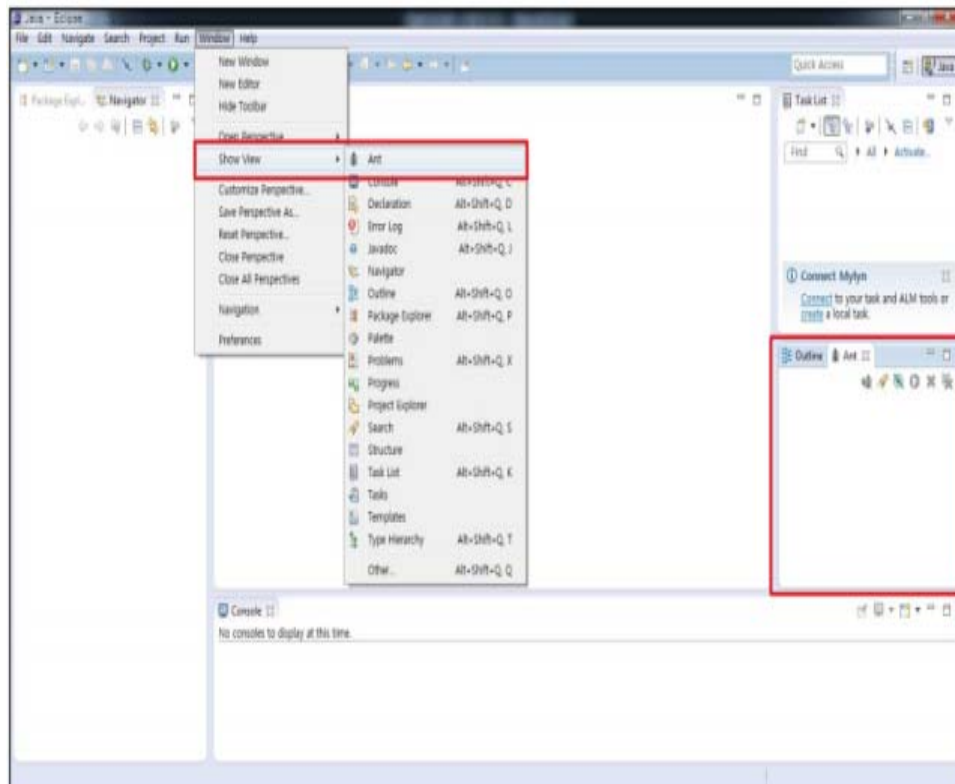 Java - Eclipse
File Edit Navigate Search Project Run Window Help
Quick Access
Java
Package Expl...
Navigator
New Window
New Editor
Hide Toolbar
Open Perspective
Show View
Customize Perspective...
Save Perspective As...
Reset Perspective...
Close Perspective
Close All Perspectives
Navigation
Preferences
Ant
Console Alt+Shift+Q, C
Declaration Alt+Shift+Q, D
Error Log Alt+Shift+Q, L
Javadoc Alt+Shift+Q, J
Navigator
Outline Alt+Shift+Q, O
Package Explorer Alt+Shift+Q, P
Palette
Problems Alt+Shift+Q, X
Progress
Project Explorer
Search Alt+Shift+Q, S
Structure
Task List Alt+Shift+Q, K
Tasks
Templates
Type Hierarchy Alt+Shift+Q, T
Other... Alt+Shift+Q, Q
Task List
Find All Activate...
Connect Mylyn
Connect to your task and ALM tools or
create a local task.
Outline Ant
Console
No consoles to display at this time.